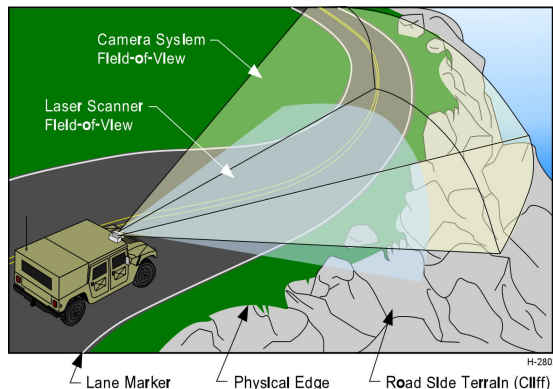 Camera System
Field-of-View
Laser Scanner
Field-of-View
H-280
Lane Marker
Physical Edge
Road Side Terrain (Cliff)